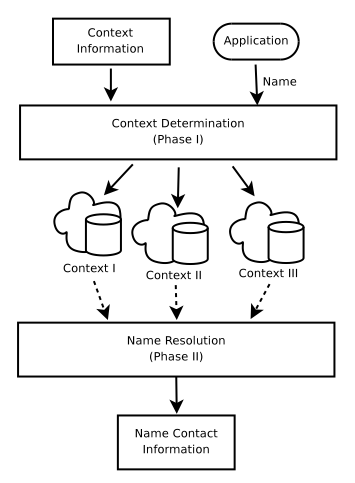 Context
Information
Application
Name
Context Determination
(Phase I)
Context I
Context II
Context III
Name Resolution
(Phase II)
Name Contact
Information